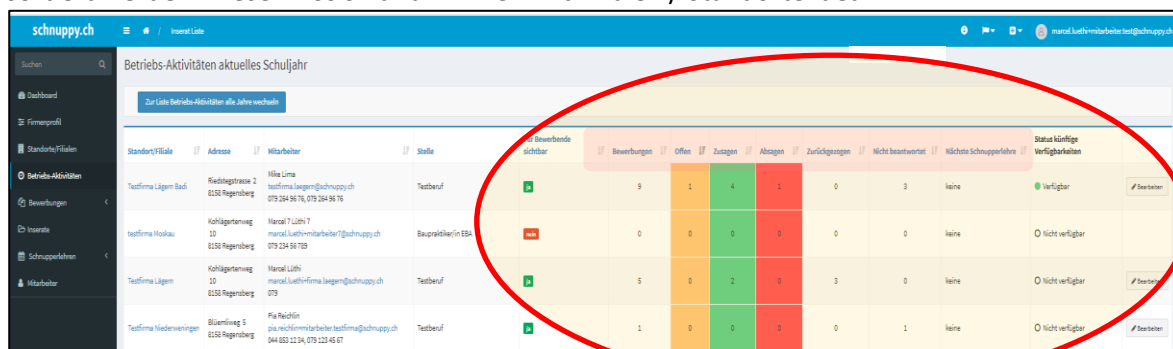 schnuppy.ch
/ Inserat Liste
marcel.luethi+mitarbeiter.test@schnuppy.ch
Suchen
Betriebs-Aktivitäten aktuelles Schuljahr
Dashboard
Zur Liste Betriebs-Aktivitäten alle Jahre wechseln
Firmenprofil
Standorte/Filialen
Betriebs-Aktivitäten
Bewerbungen
Inserate
Schnupperlehren
Mitarbeiter
Standort/Filiale Adresse Mitarbeiter Stelle Für Bewerbende sichtbar Bewerbungen Offen Zusagen Absagen Zurückgezogen Nicht beantwortet Nächste Schnupperlehre Status künftige Verfügbarkeiten
Mike Lima
Testfirma Lägern Badi Riedstegstrasse 2 testfirma.laegern@schnuppy.ch Testberuf ja 9 1 4 1 0 3 keine Verfügbar Bearbeiten
8158 Regensberg 079 264 96 76, 079 264 96 76
Kohlägertenweg Marcel 7 Lüthi 7
testfirma Moskau 10 marcel.luethi+mitarbeiter7@schnuppy.ch Baupraktiker/in EBA nein 0 0 0 0 0 0 keine Nicht verfügbar
8158 Regensberg 079 234 56 789
Kohlägertenweg Marcel Lüthi
Testfirma Lägern 10 marcel.luethi+firma.laegern@schnuppy.ch Testberuf ja 5 0 2 0 3 0 keine Nicht verfügbar Bearbeiten
8158 Regensberg 079
Pia Reichlin
Testfirma Niederweningen Blüemliweg 5 pia.reichlin+mitarbeiter.testfirma@schnuppy.ch Testberuf ja 1 0 0 0 0 1 keine Nicht verfügbar Bearbeiten
8158 Regensberg 044 853 12 34, 079 123 45 67